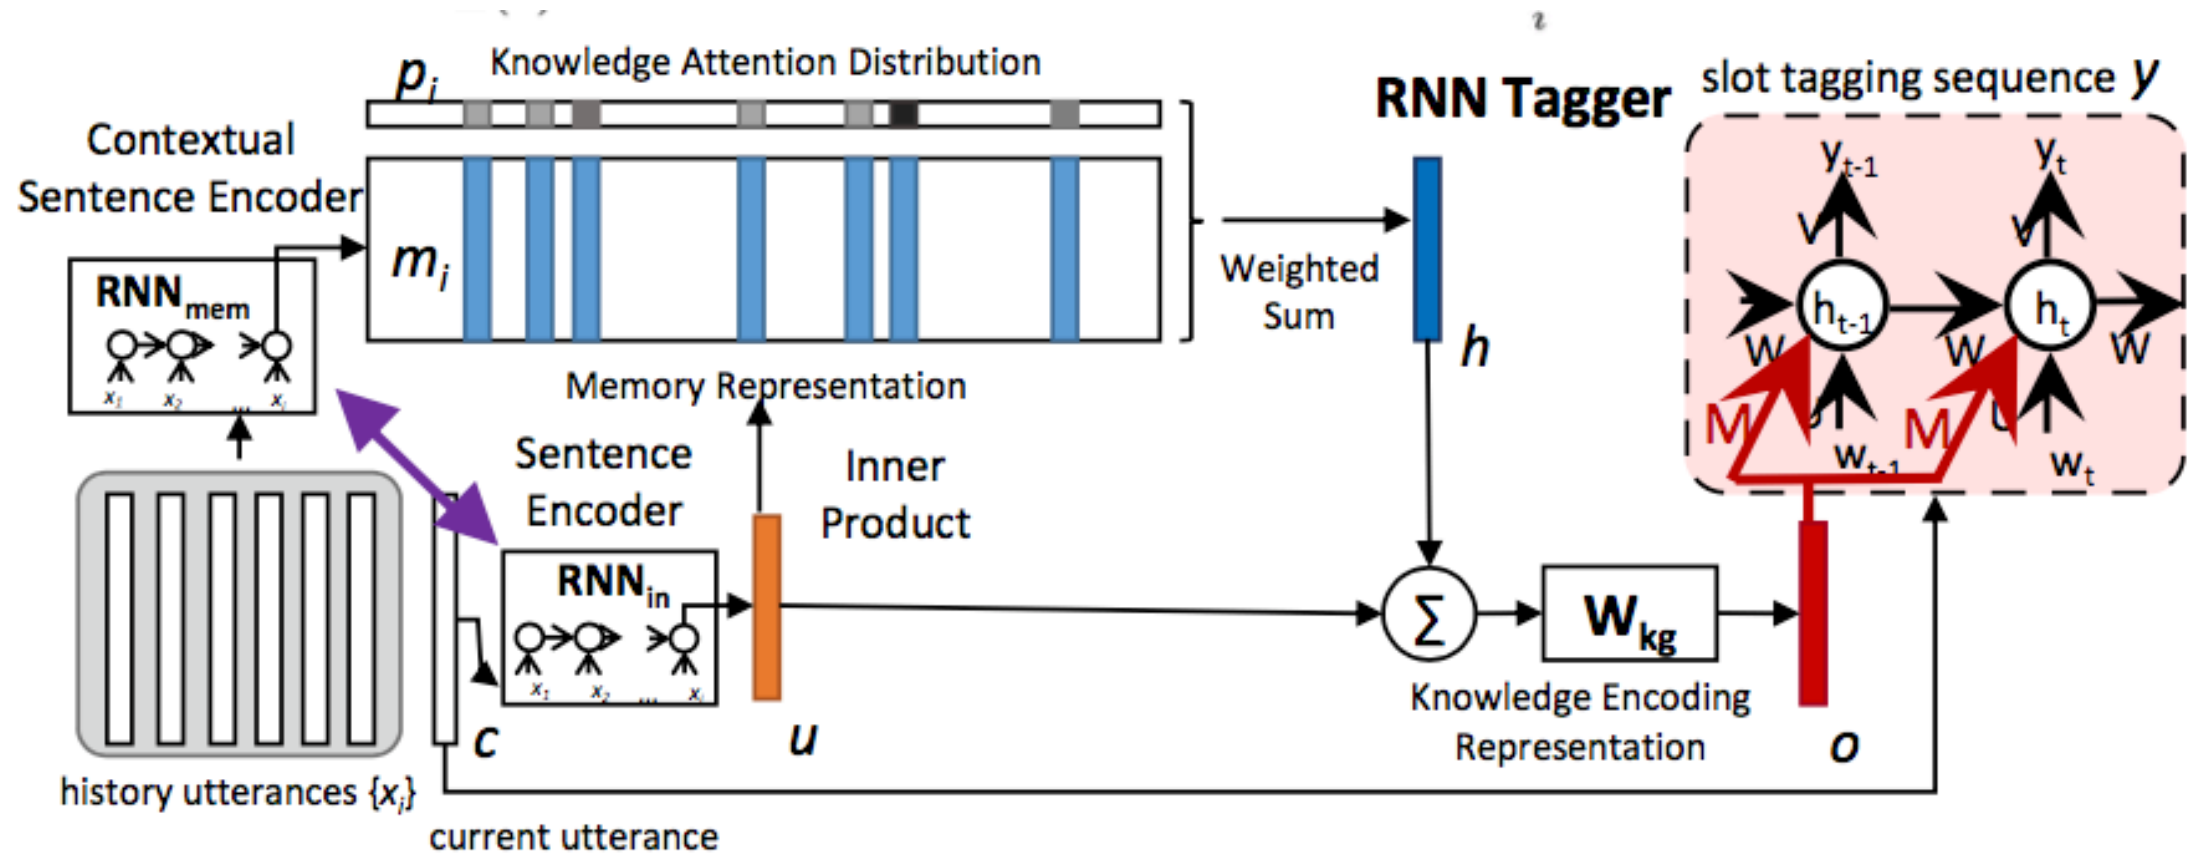 i
p_i
Knowledge Attention Distribution
RNN Tagger
slot tagging sequence y
Contextual
Sentence Encoder
m_i
Weighted
Sum
h
RNN_mem
x_1 x_2 ... x_i
Memory Representation
Sentence
Encoder
Inner
Product
RNN_in
x_1 x_2 ... x_i
c
u
history utterances {x_i}
current utterance
Σ
W_kg
Knowledge Encoding
Representation
o
y_t-1 y_t
V V
h_t-1 h_t
W W W
M M U
w_t-1 w_t